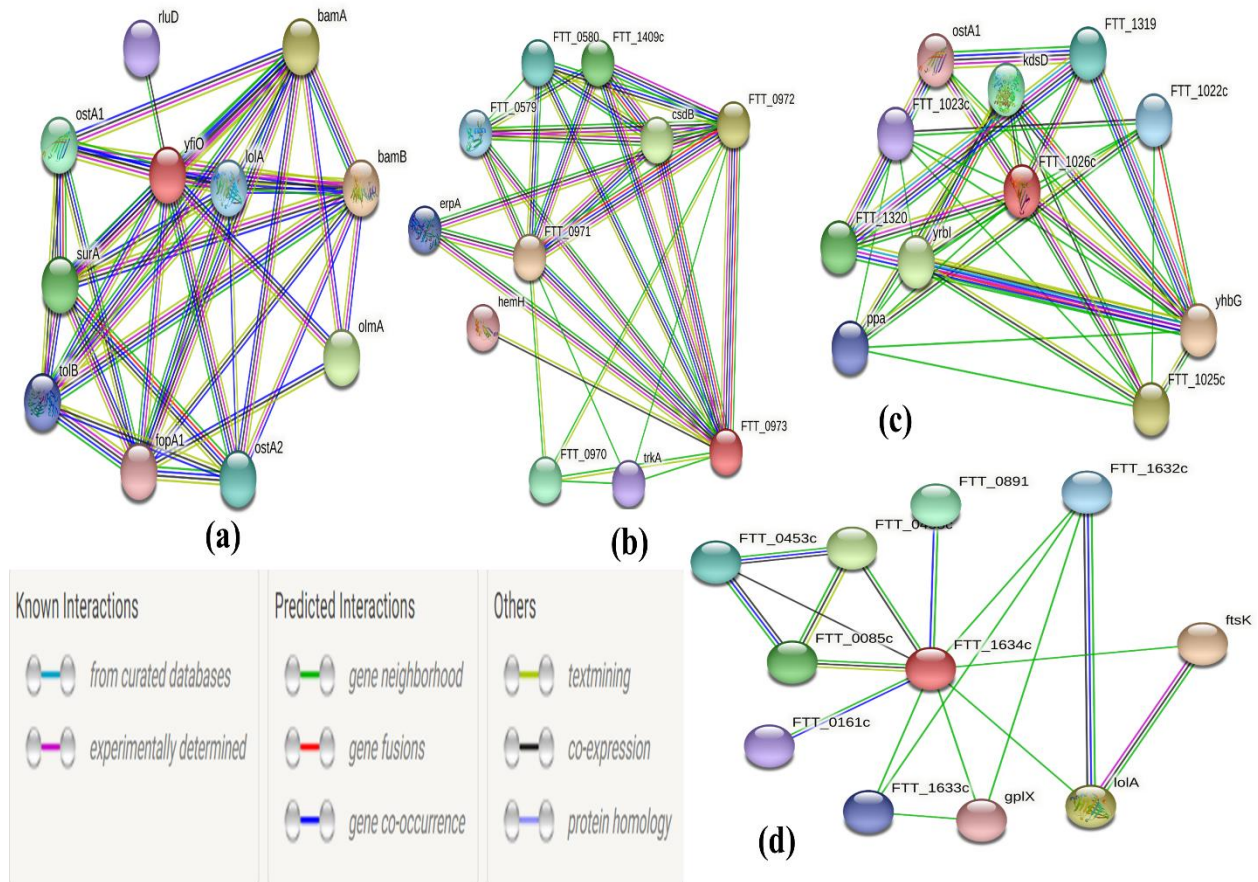 rluD
bamA
ostA1
yfiO
lolA
bamB
surA
olmA
tolB
fopA1
ostA2
(a)
FTT_0580
FTT_1409c
FTT_0579
csdB
FTT_0972
erpA
FTT_0971
hemH
FTT_0973
FTT_0970
trkA
(b)
ostA1
FTT_1319
kdsD
FTT_1023c
FTT_1022c
FTT_1026c
FTT_1320
yrbI
yhbG
ppa
FTT_1025c
(c)
FTT_0891
FTT_1632c
FTT_0453c
ftsK
FTT_0085c
FTT_1634c
FTT_0161c
FTT_1633c
gplX
lolA
(d)
Known Interactions
from curated databases
experimentally determined
Predicted Interactions
gene neighborhood
gene fusions
gene co-occurrence
Others
textmining
co-expression
protein homology